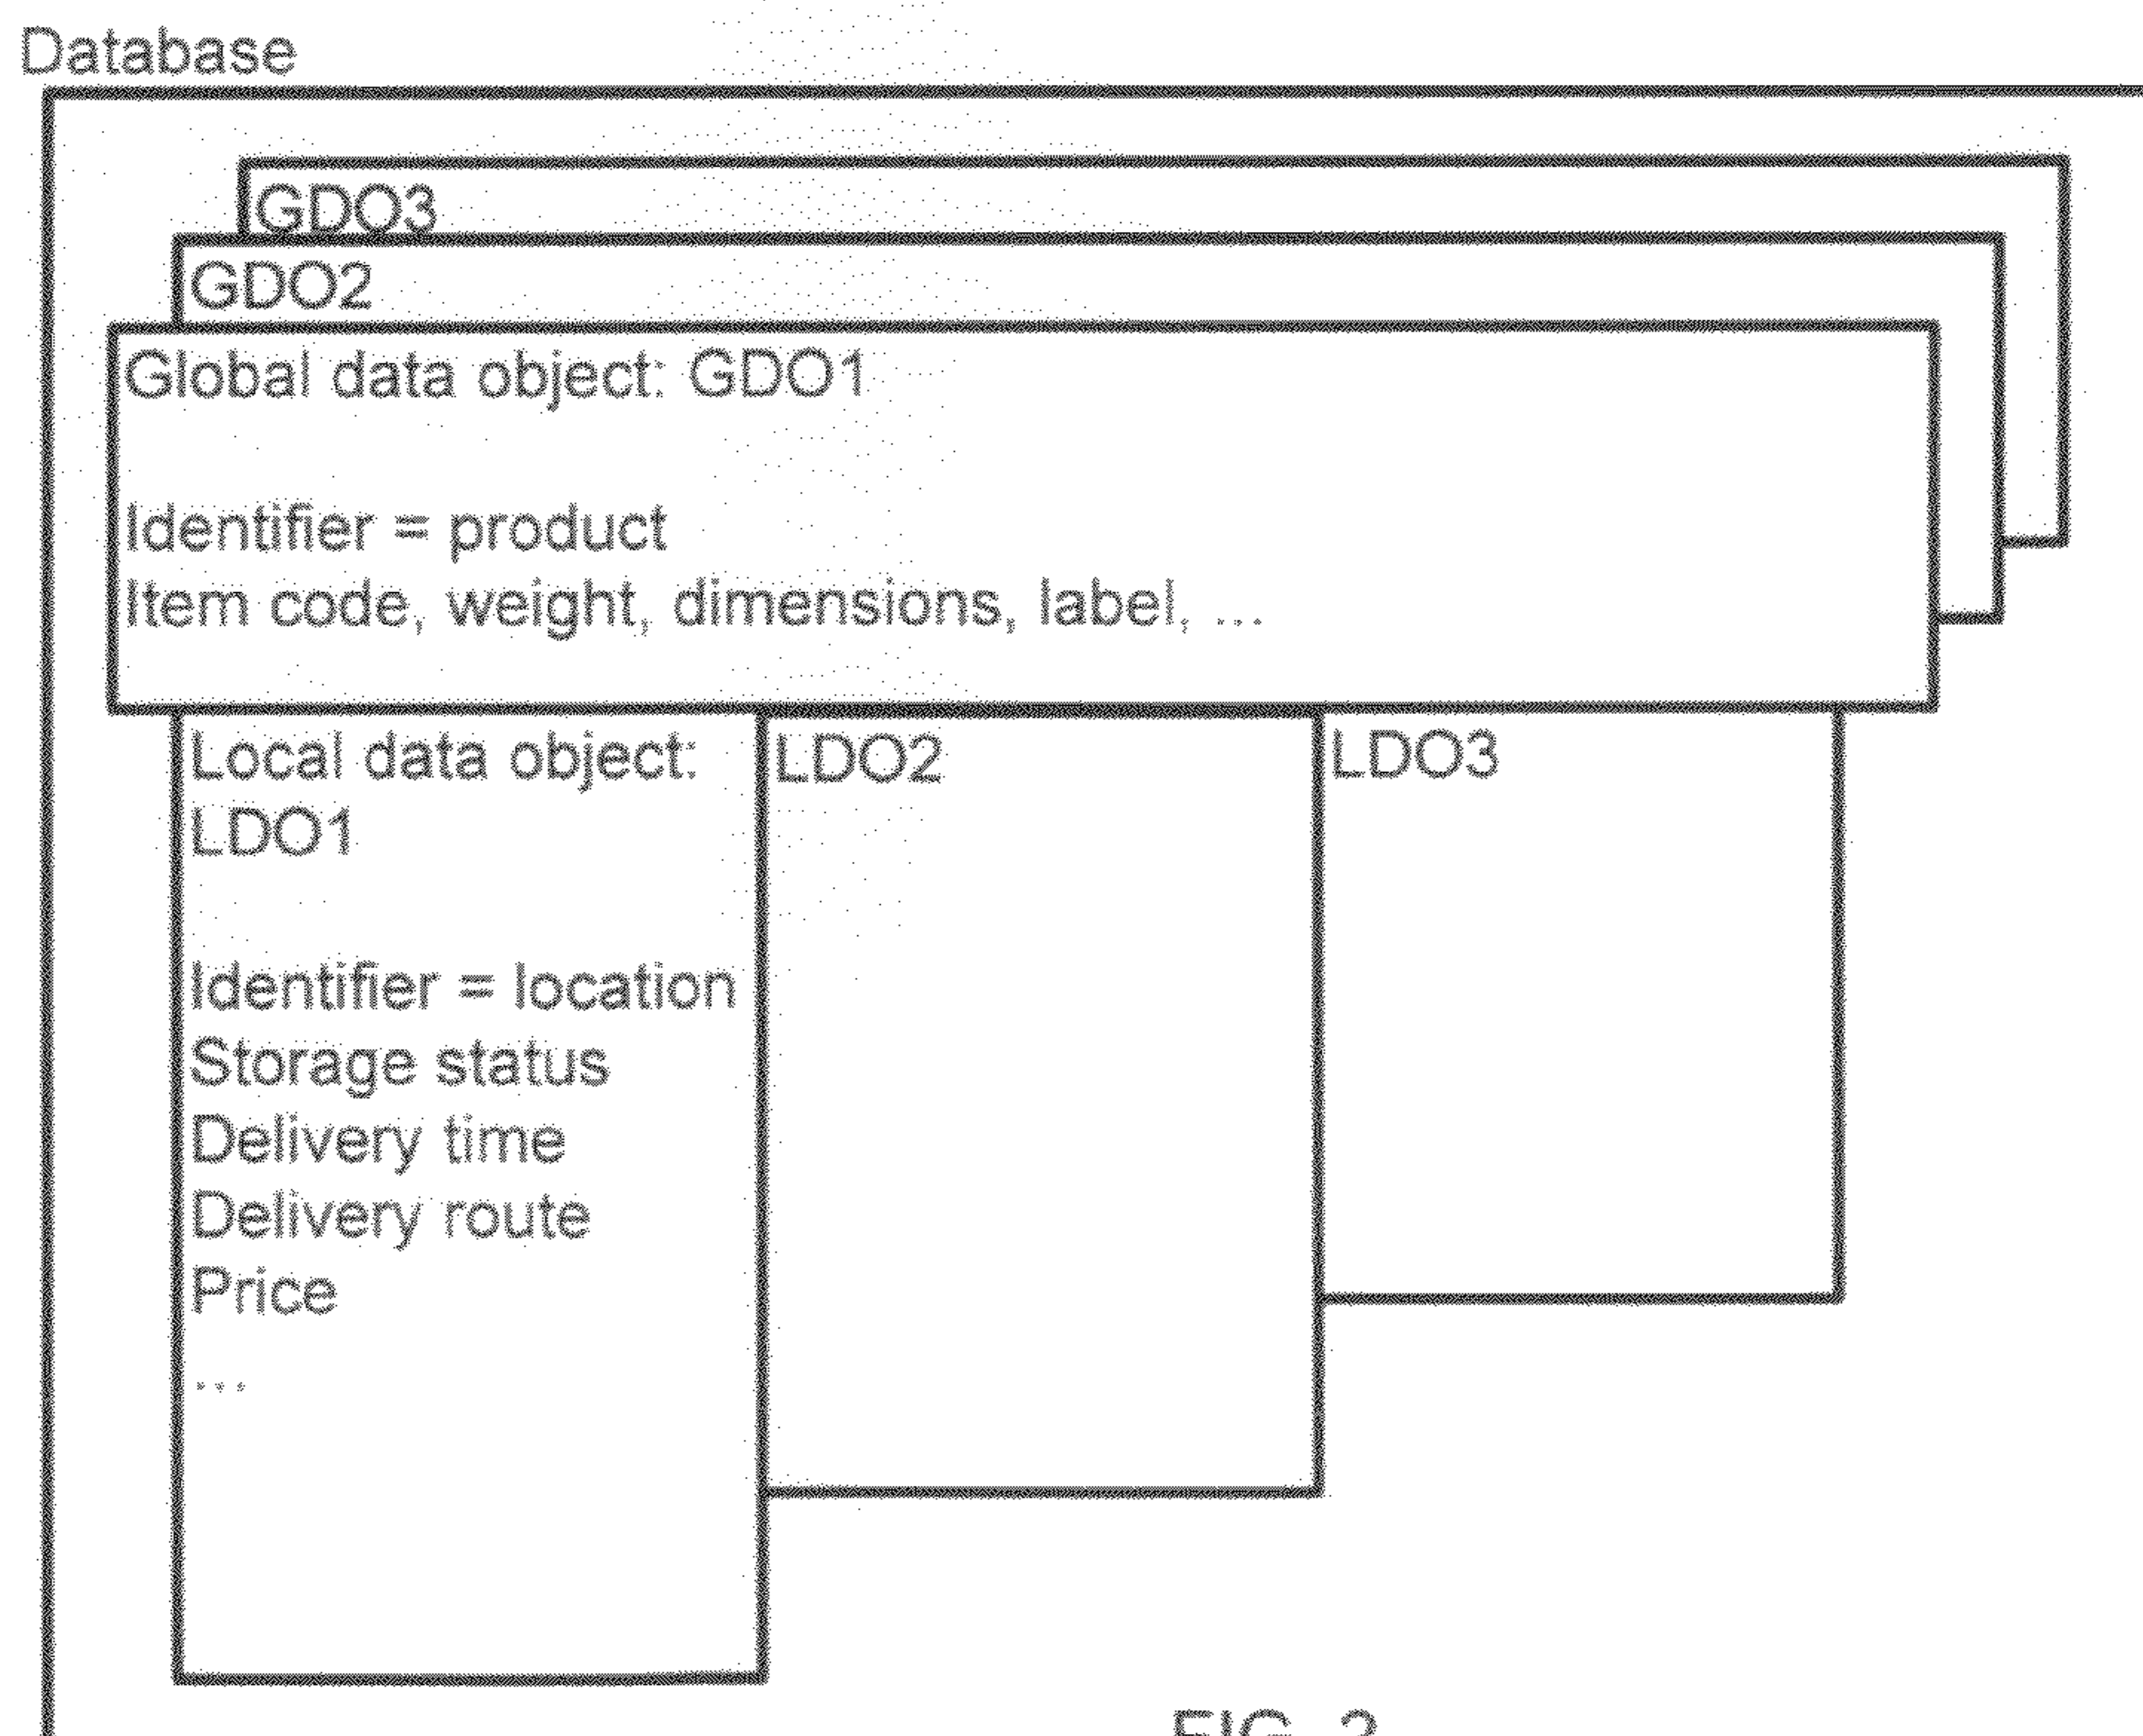 Database
GDO3
GDO2
Global data object: GDO1
Identifier = product
Item code, weight, dimensions, label, ...
Local data object:
LDO1
LDO2
LDO3
Identifier = location
Storage status
Delivery time
Delivery route
Price
...
FIG.